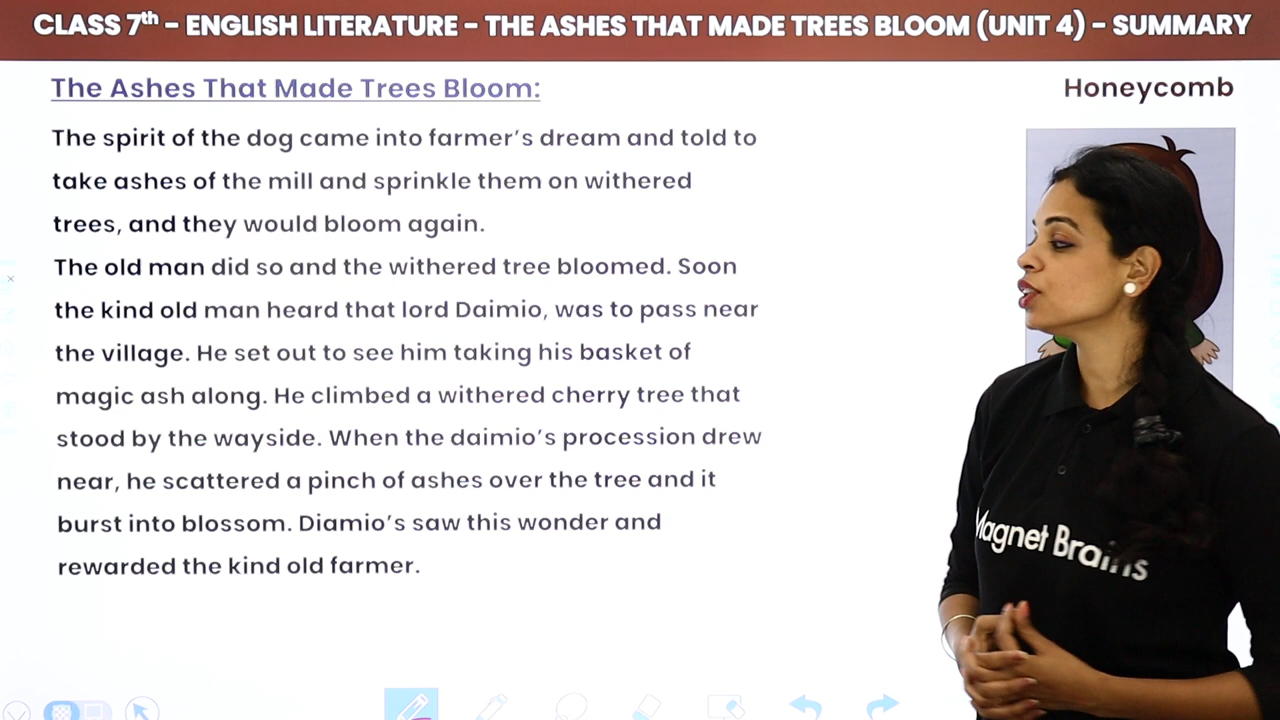 CLASS 7th – ENGLISH LITERATURE – THE ASHES THAT MADE TREES BLOOM (UNIT 4) – SUMMARY
The Ashes That Made Trees Bloom:
Honeycomb
The spirit of the dog came into farmer's dream and told to
take ashes of the mill and sprinkle them on withered
trees, and they would bloom again.
The old man did so and the withered tree bloomed. Soon
the kind old man heard that lord Daimio, was to pass near
the village. He set out to see him taking his basket of
magic ash along. He climbed a withered cherry tree that
stood by the wayside. When the daimio's procession drew
near, he scattered a pinch of ashes over the tree and it
burst into blossom. Diamio's saw this wonder and
rewarded the kind old farmer.
Magnet Brains